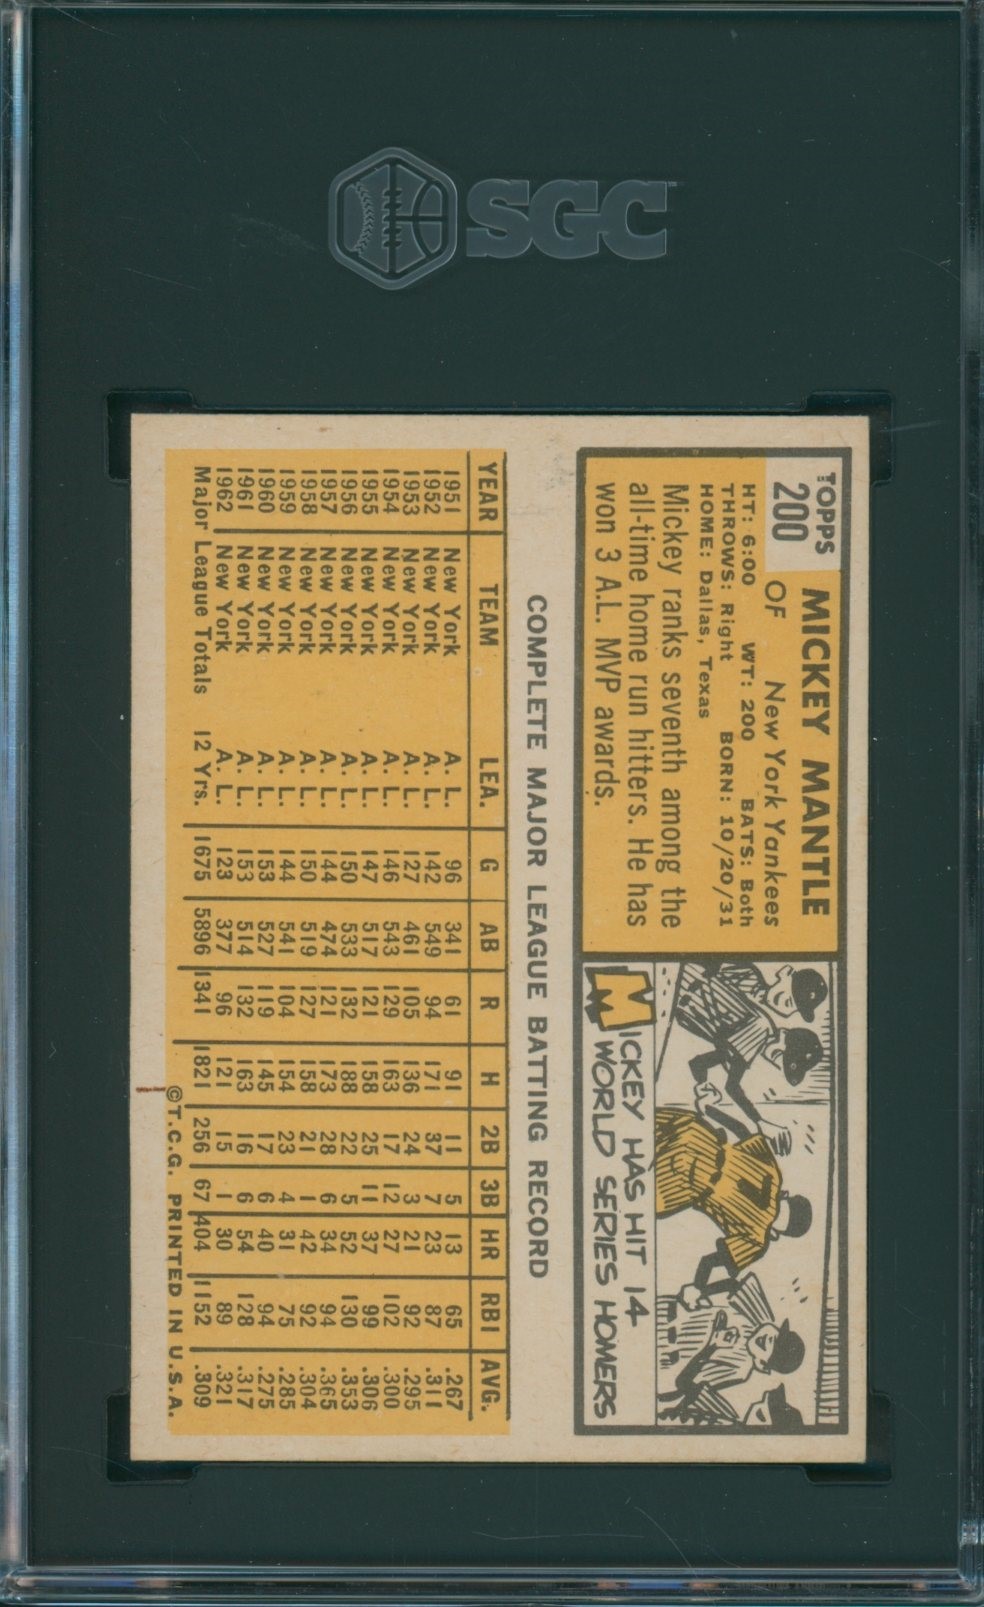 SGC
TOPPS
200
MICKEY MANTLE
OF New York Yankees
HT: 6:00 WT: 200 BATS: Both
THROWS: Right BORN: 10/20/31
HOME: Dallas, Texas
Mickey ranks seventh among the
all-time home run hitters. He has
won 3 A.L. MVP awards.
MICKEY HAS HIT 14
WORLD SERIES HOMERS
7
COMPLETE MAJOR LEAGUE BATTING RECORD
YEAR TEAM LEA. G AB R H 2B 3B HR RBI AVG.
1951 New York A. L. 96 341 61 91 11 5 13 65 .267
1952 New York A. L. 142 549 94 171 37 7 23 87 .311
1953 New York A. L. 127 461 105 136 24 3 21 92 .295
1954 New York A. L. 146 543 129 163 17 12 27 102 .300
1955 New York A. L. 147 517 121 158 25 11 37 99 .306
1956 New York A. L. 150 533 132 188 22 5 52 130 .353
1957 New York A. L. 144 474 121 173 28 6 34 94 .365
1958 New York A. L. 150 519 127 158 21 1 42 92 .304
1959 New York A. L. 144 541 104 154 23 4 31 75 .285
1960 New York A. L. 153 527 119 145 17 6 40 94 .275
1961 New York A. L. 153 514 132 163 16 6 54 128 .317
1962 New York A. L. 123 377 96 121 15 1 30 89 .321
Major League Totals 12 Yrs. 1675 5896 1341 1821 256 67 404 1152 .309
©T.C.G. PRINTED IN U.S.A.